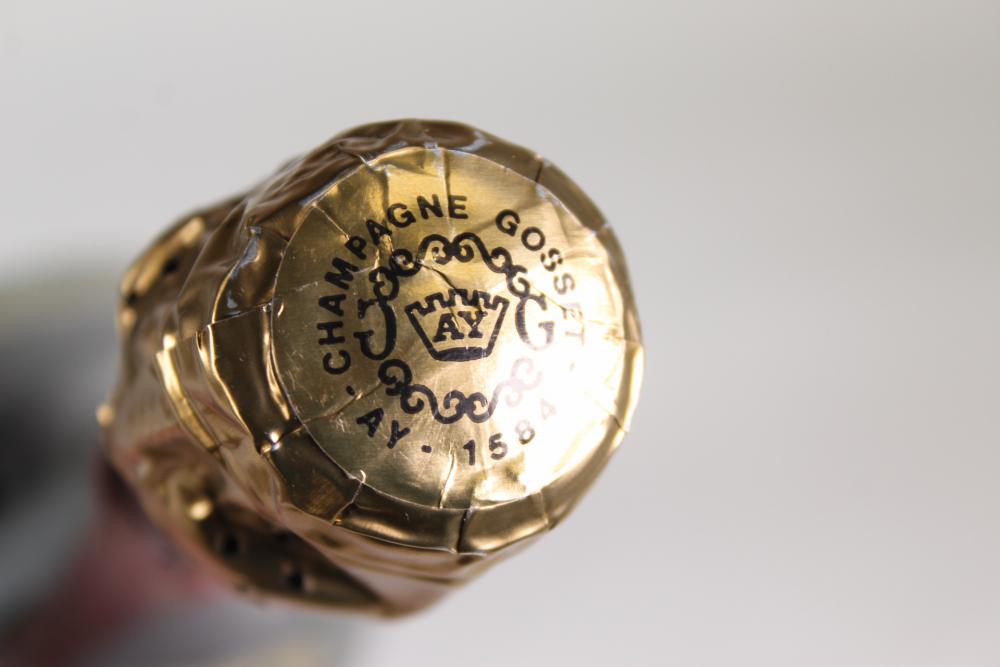 CHAMPAGNE GOSSET
· AY · 1584 ·
J G
AY